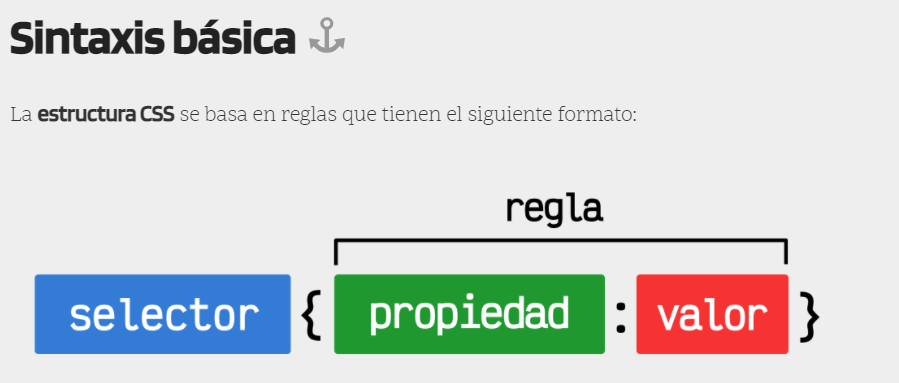 Sintaxis básica
La estructura CSS se basa en reglas que tienen el siguiente formato:
regla
selector { propiedad : valor }